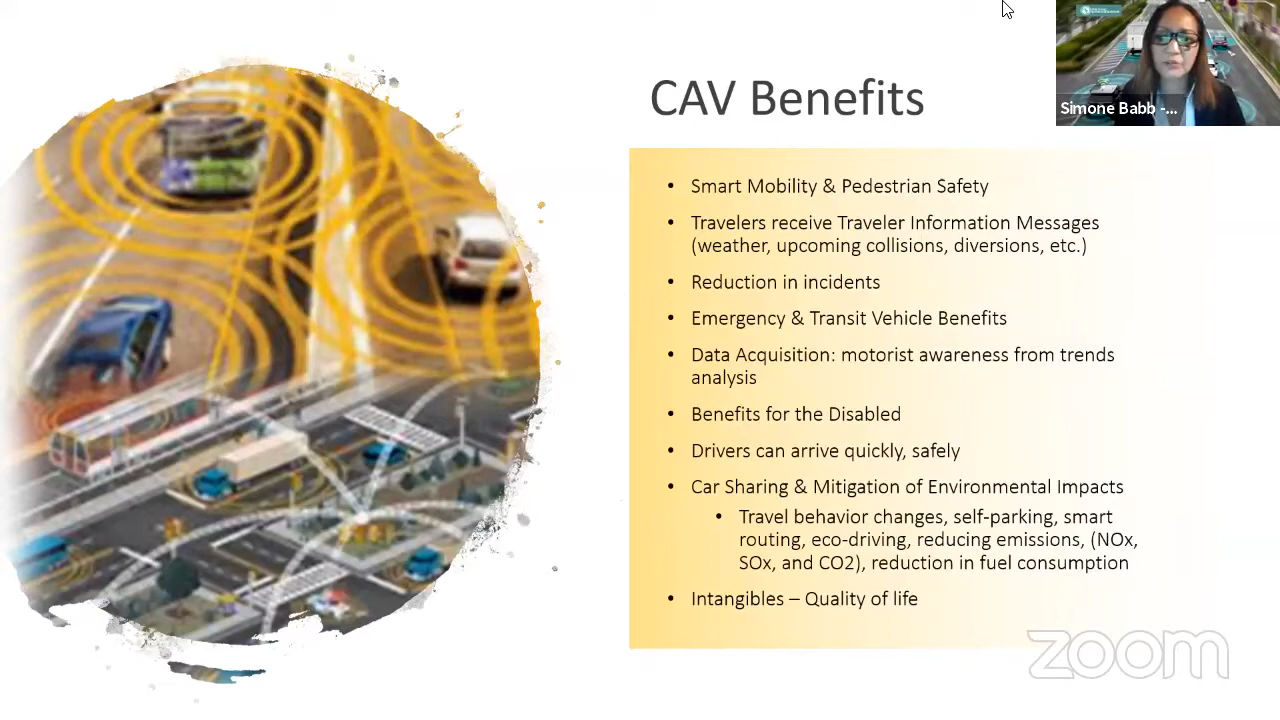 CAV Benefits
Simone Babb -...
• Smart Mobility & Pedestrian Safety
• Travelers receive Traveler Information Messages
(weather, upcoming collisions, diversions, etc.)
• Reduction in incidents
• Emergency & Transit Vehicle Benefits
• Data Acquisition: motorist awareness from trends
analysis
• Benefits for the Disabled
• Drivers can arrive quickly, safely
• Car Sharing & Mitigation of Environmental Impacts
• Travel behavior changes, self-parking, smart
routing, eco-driving, reducing emissions, (NOx,
SOx, and CO2), reduction in fuel consumption
• Intangibles – Quality of life
zoom